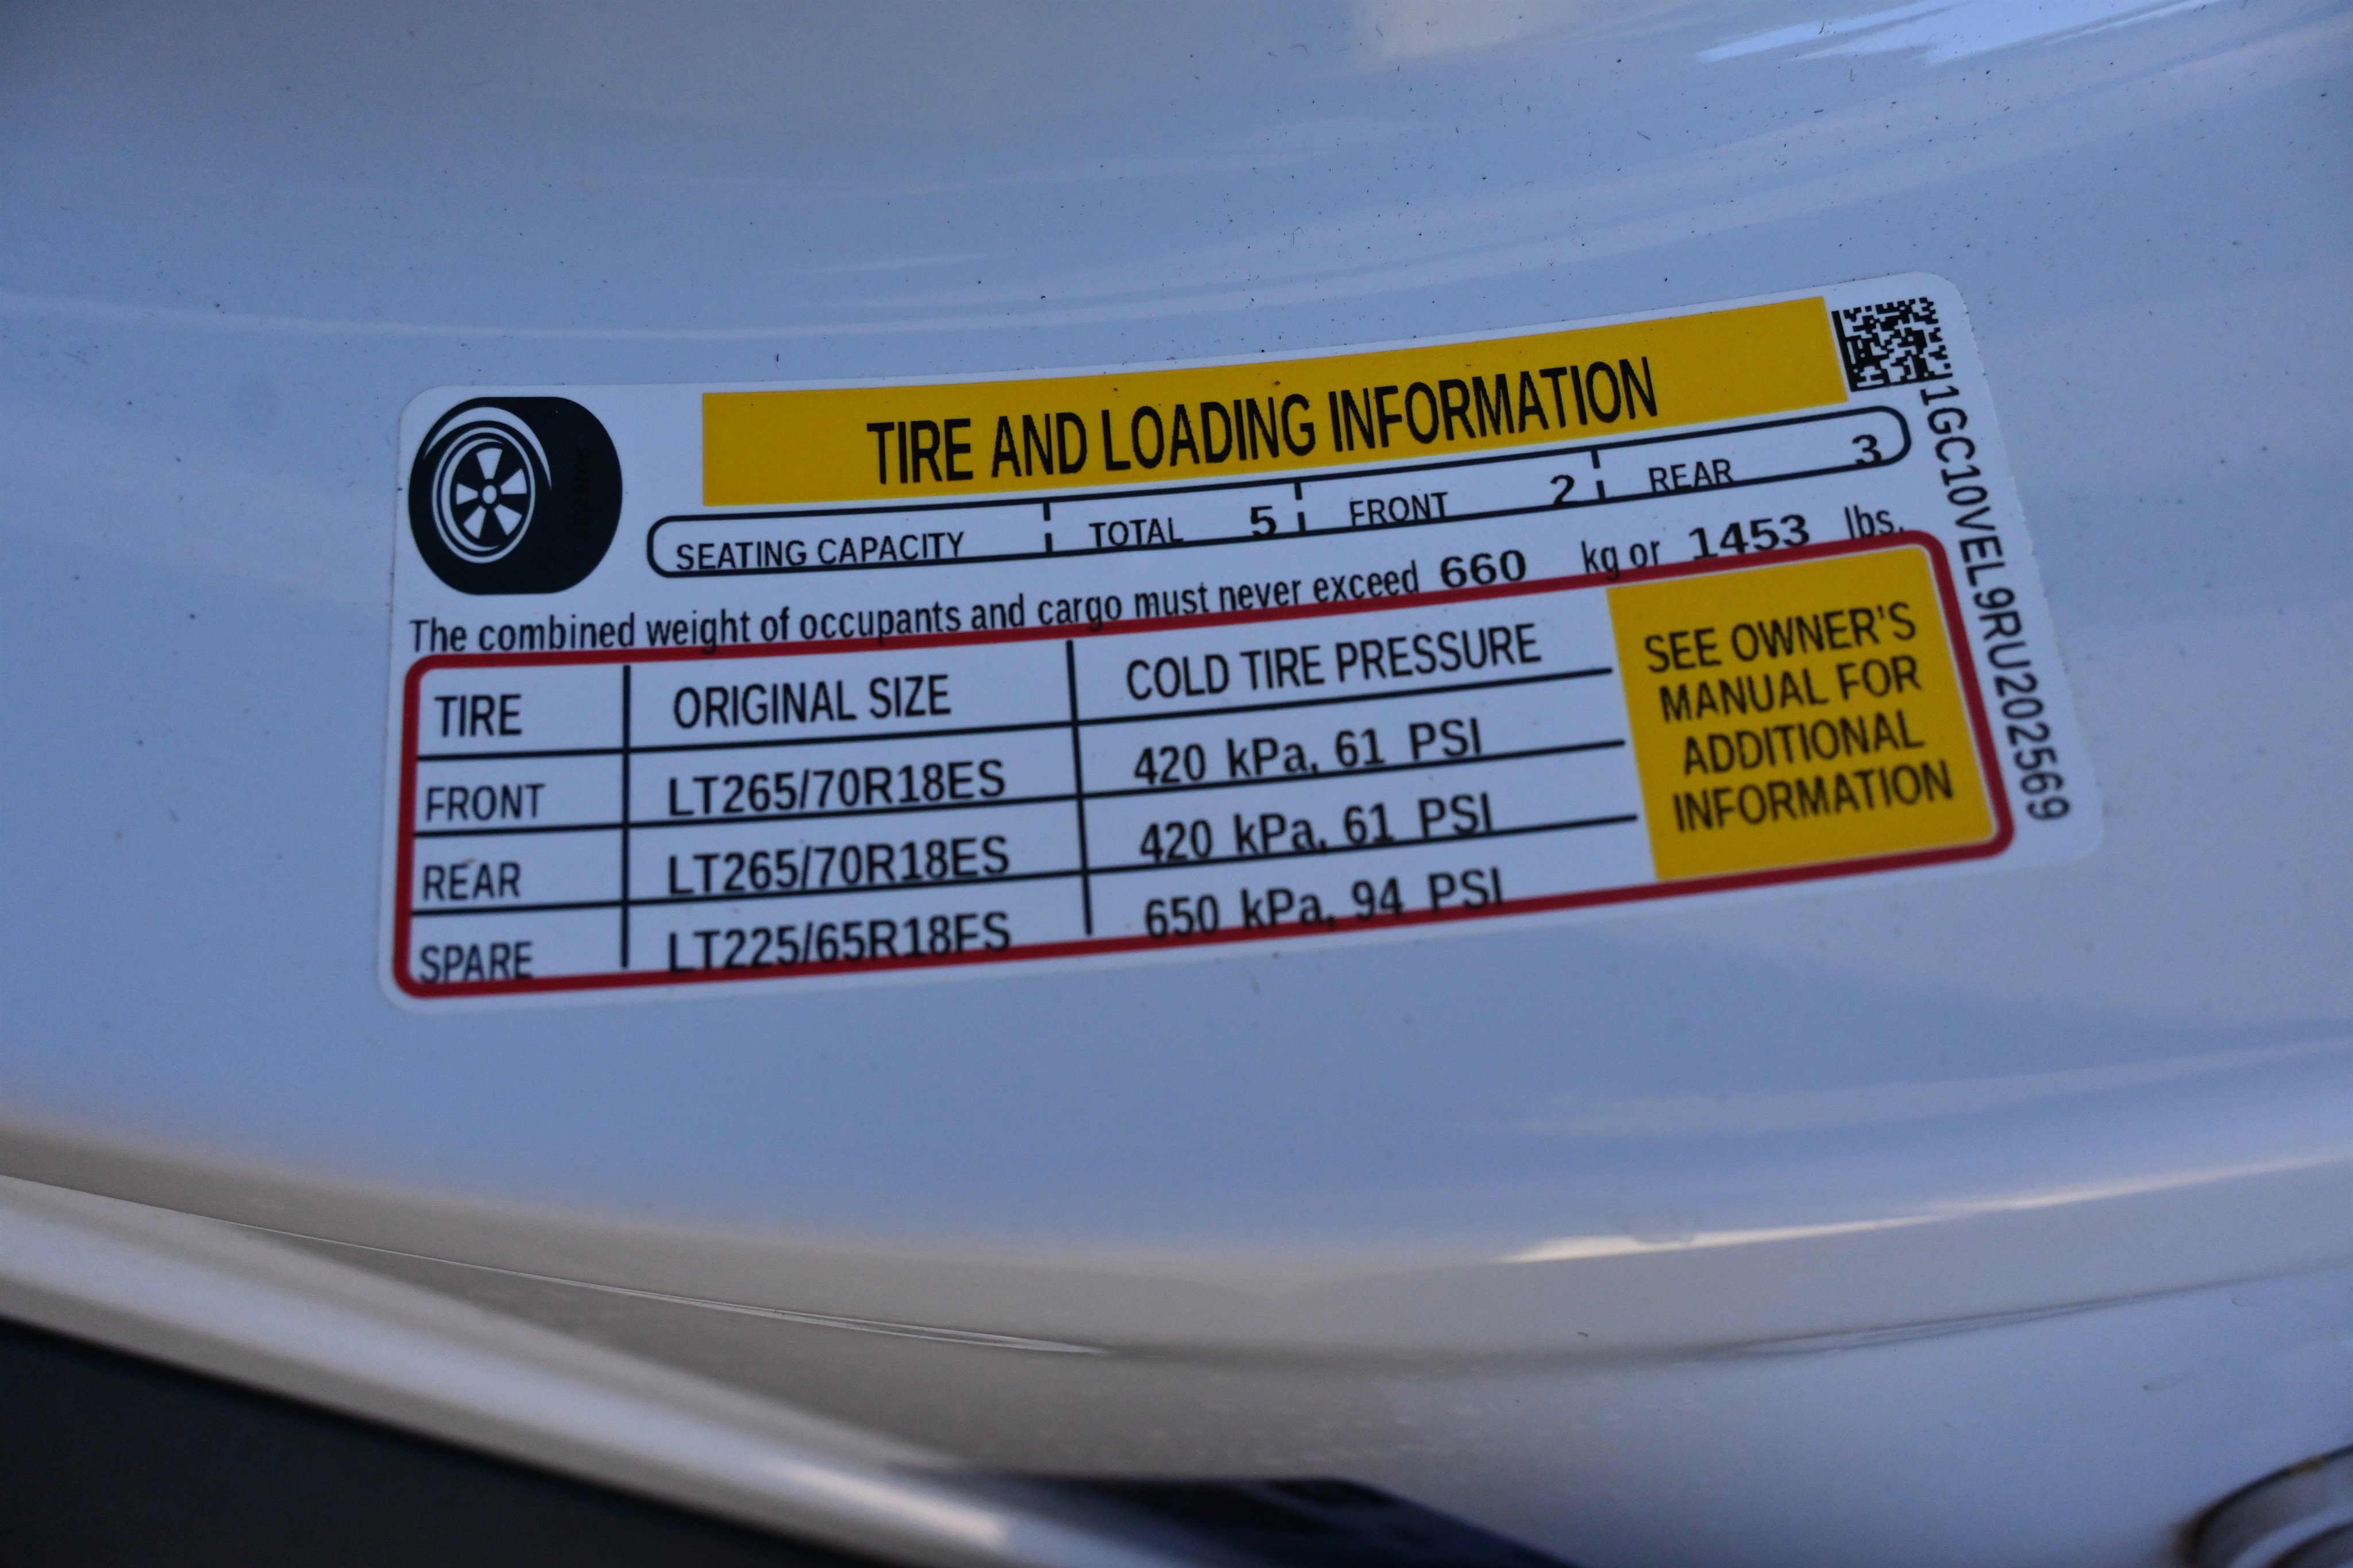 TIRE AND LOADING INFORMATION
SEATING CAPACITY TOTAL 5 FRONT 2 REAR 3
The combined weight of occupants and cargo must never exceed 660 kg or 1453 lbs.
TIRE ORIGINAL SIZE COLD TIRE PRESSURE
FRONT LT265/70R18ES 420 kPa, 61 PSI
REAR LT265/70R18ES 420 kPa, 61 PSI
SPARE LT225/65R18FS 650 kPa, 94 PSI
SEE OWNER'S
MANUAL FOR
ADDITIONAL
INFORMATION
1GC10VEL9RU202569